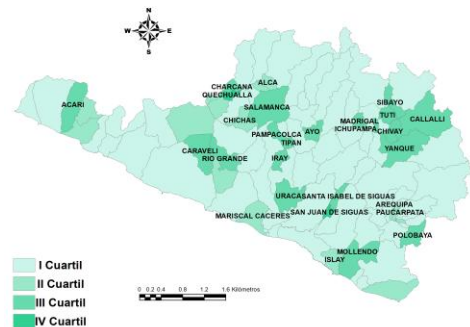 N
W E
S
ALCA
CHARCANA
QUECHUALLA
SIBAYO
ACARI
SALAMANCA
TUTI
CALLALLI
CHICHAS
MADRIGAL
ICHUPAMPA
CHIVAY
PAMPACOLCA
AYO
TIPAN
YANQUE
CARAVELI
RIO GRANDE
IRAY
URACA
SANTA ISABEL DE SIGUAS
AREQUIPA
MARISCAL CACERES
SAN JUAN DE SIGUAS
PAUCARPATA
POLOBAYA
MOLLENDO
ISLAY
I Cuartil
II Cuartil
III Cuartil
IV Cuartil
0 0.2 0.4 0.8 1.2 1.6 Kilómetros